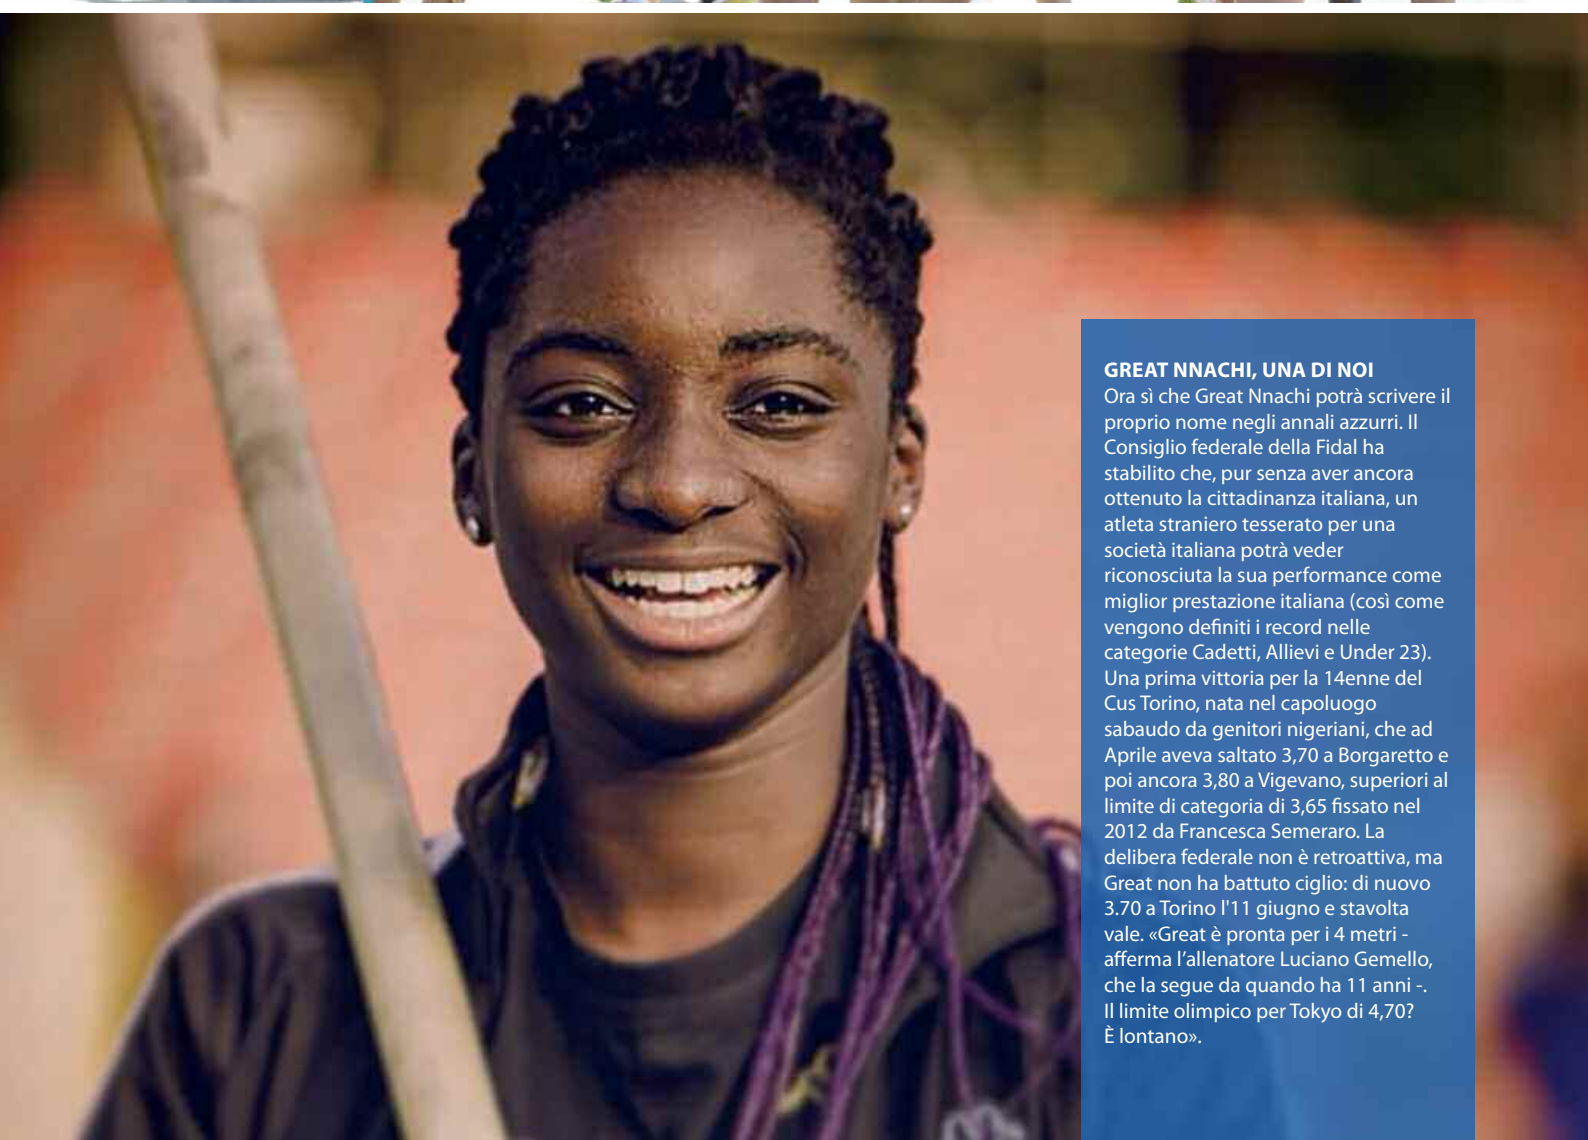 GREAT NNACHI, UNA DI NOI
Ora sì che Great Nnachi potrà scrivere il
proprio nome negli annali azzurri. Il
Consiglio federale della Fidal ha
stabilito che, pur senza aver ancora
ottenuto la cittadinanza italiana, un
atleta straniero tesserato per una
società italiana potrà veder
riconosciuta la sua performance come
miglior prestazione italiana (così come
vengono definiti i record nelle
categorie Cadetti, Allievi e Under 23).
Una prima vittoria per la 14enne del
Cus Torino, nata nel capoluogo
sabaudo da genitori nigeriani, che ad
Aprile aveva saltato 3,70 a Borgaretto e
poi ancora 3,80 a Vigevano, superiori al
limite di categoria di 3,65 fissato nel
2012 da Francesca Semeraro. La
delibera federale non è retroattiva, ma
Great non ha battuto ciglio: di nuovo
3.70 a Torino l'11 giugno e stavolta
vale. «Great è pronta per i 4 metri -
afferma l’allenatore Luciano Gemello,
che la segue da quando ha 11 anni -.
Il limite olimpico per Tokyo di 4,70?
È lontano».